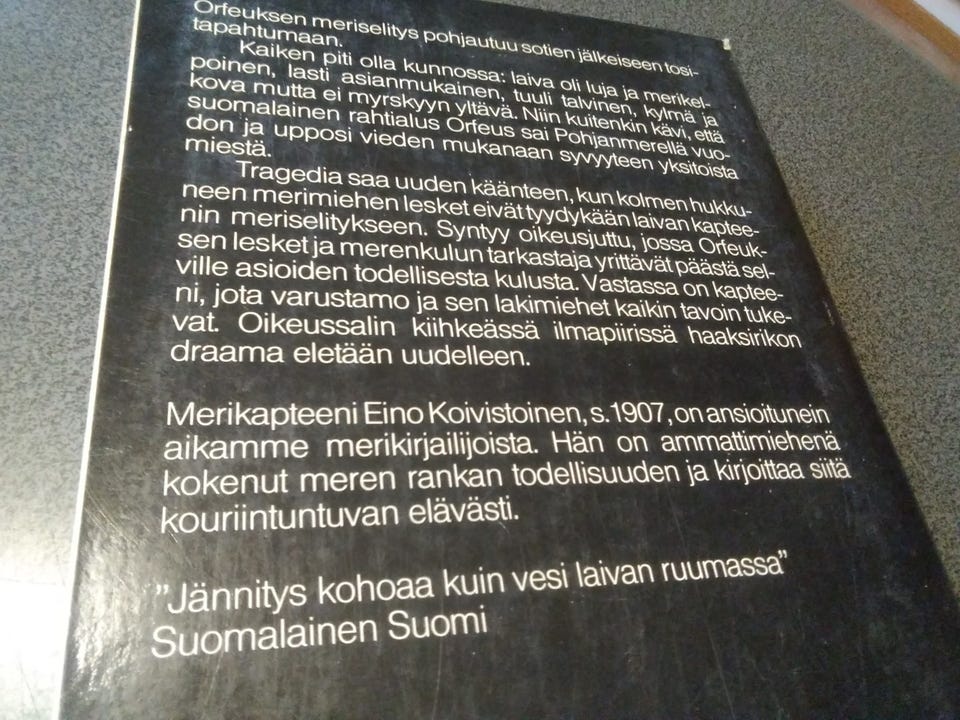 Orfeuksen meriselitys pohjautuu sotien jälkeiseen tosi-
tapahtumaan.
Kaiken piti olla kunnossa: laiva oli luja ja merikel-
poinen, lasti asianmukainen, tuuli talvinen, kylmä ja
kova mutta ei myrskyyn yltävä. Niin kuitenkin kävi, että
suomalainen rahtialus Orfeus sai Pohjanmerellä vuo-
don ja upposi vieden mukanaan syvyyteen yksitoista
miestä.
Tragedia saa uuden käänteen, kun kolmen hukku-
neen merimiehen lesket eivät tyydykään laivan kaptee-
nin meriselitykseen. Syntyy oikeusjuttu, jossa Orfeuk-
sen lesket ja merenkulun tarkastaja yrittävät päästä sel-
ville asioiden todellisesta kulusta. Vastassa on kaptee-
ni, jota varustamo ja sen lakimiehet kaikin tavoin tuke-
vat. Oikeussalin kiihkeässä ilmapiirissä haaksirikon
draama eletään uudelleen.
Merikapteeni Eino Koivistoinen, s.1907, on ansioitunein
aikamme merikirjailijoista. Hän on ammattimiehenä
kokenut meren rankan todellisuuden ja kirjoittaa siitä
kouriintuntuvan elävästi.
"Jännitys kohoaa kuin vesi laivan ruumassa"
Suomalainen Suomi